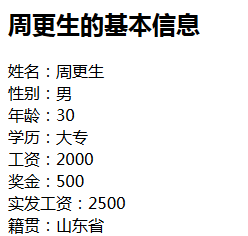 周更生的基本信息
姓名：周更生
性别：男
年龄：30
学历：大专
工资：2000
奖金：500
实发工资：2500
籍贯：山东省